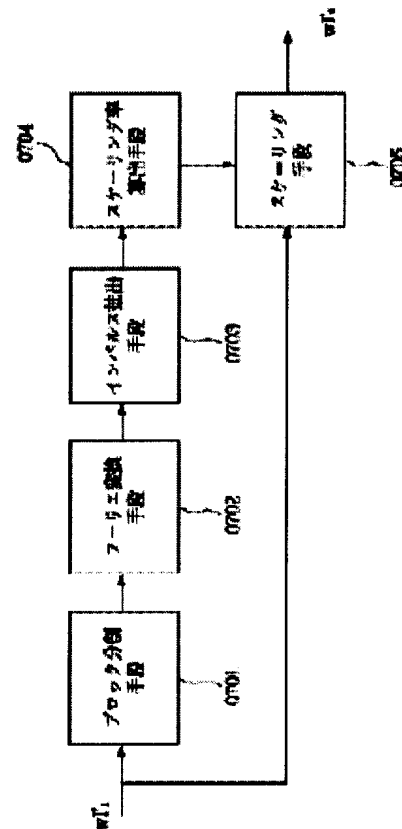 ブロック分割
手段
0701
フーリエ変換
手段
0702
インパルス抽出
手段
0703
スケーリング率
算出手段
0704
スケーリング
手段
0705